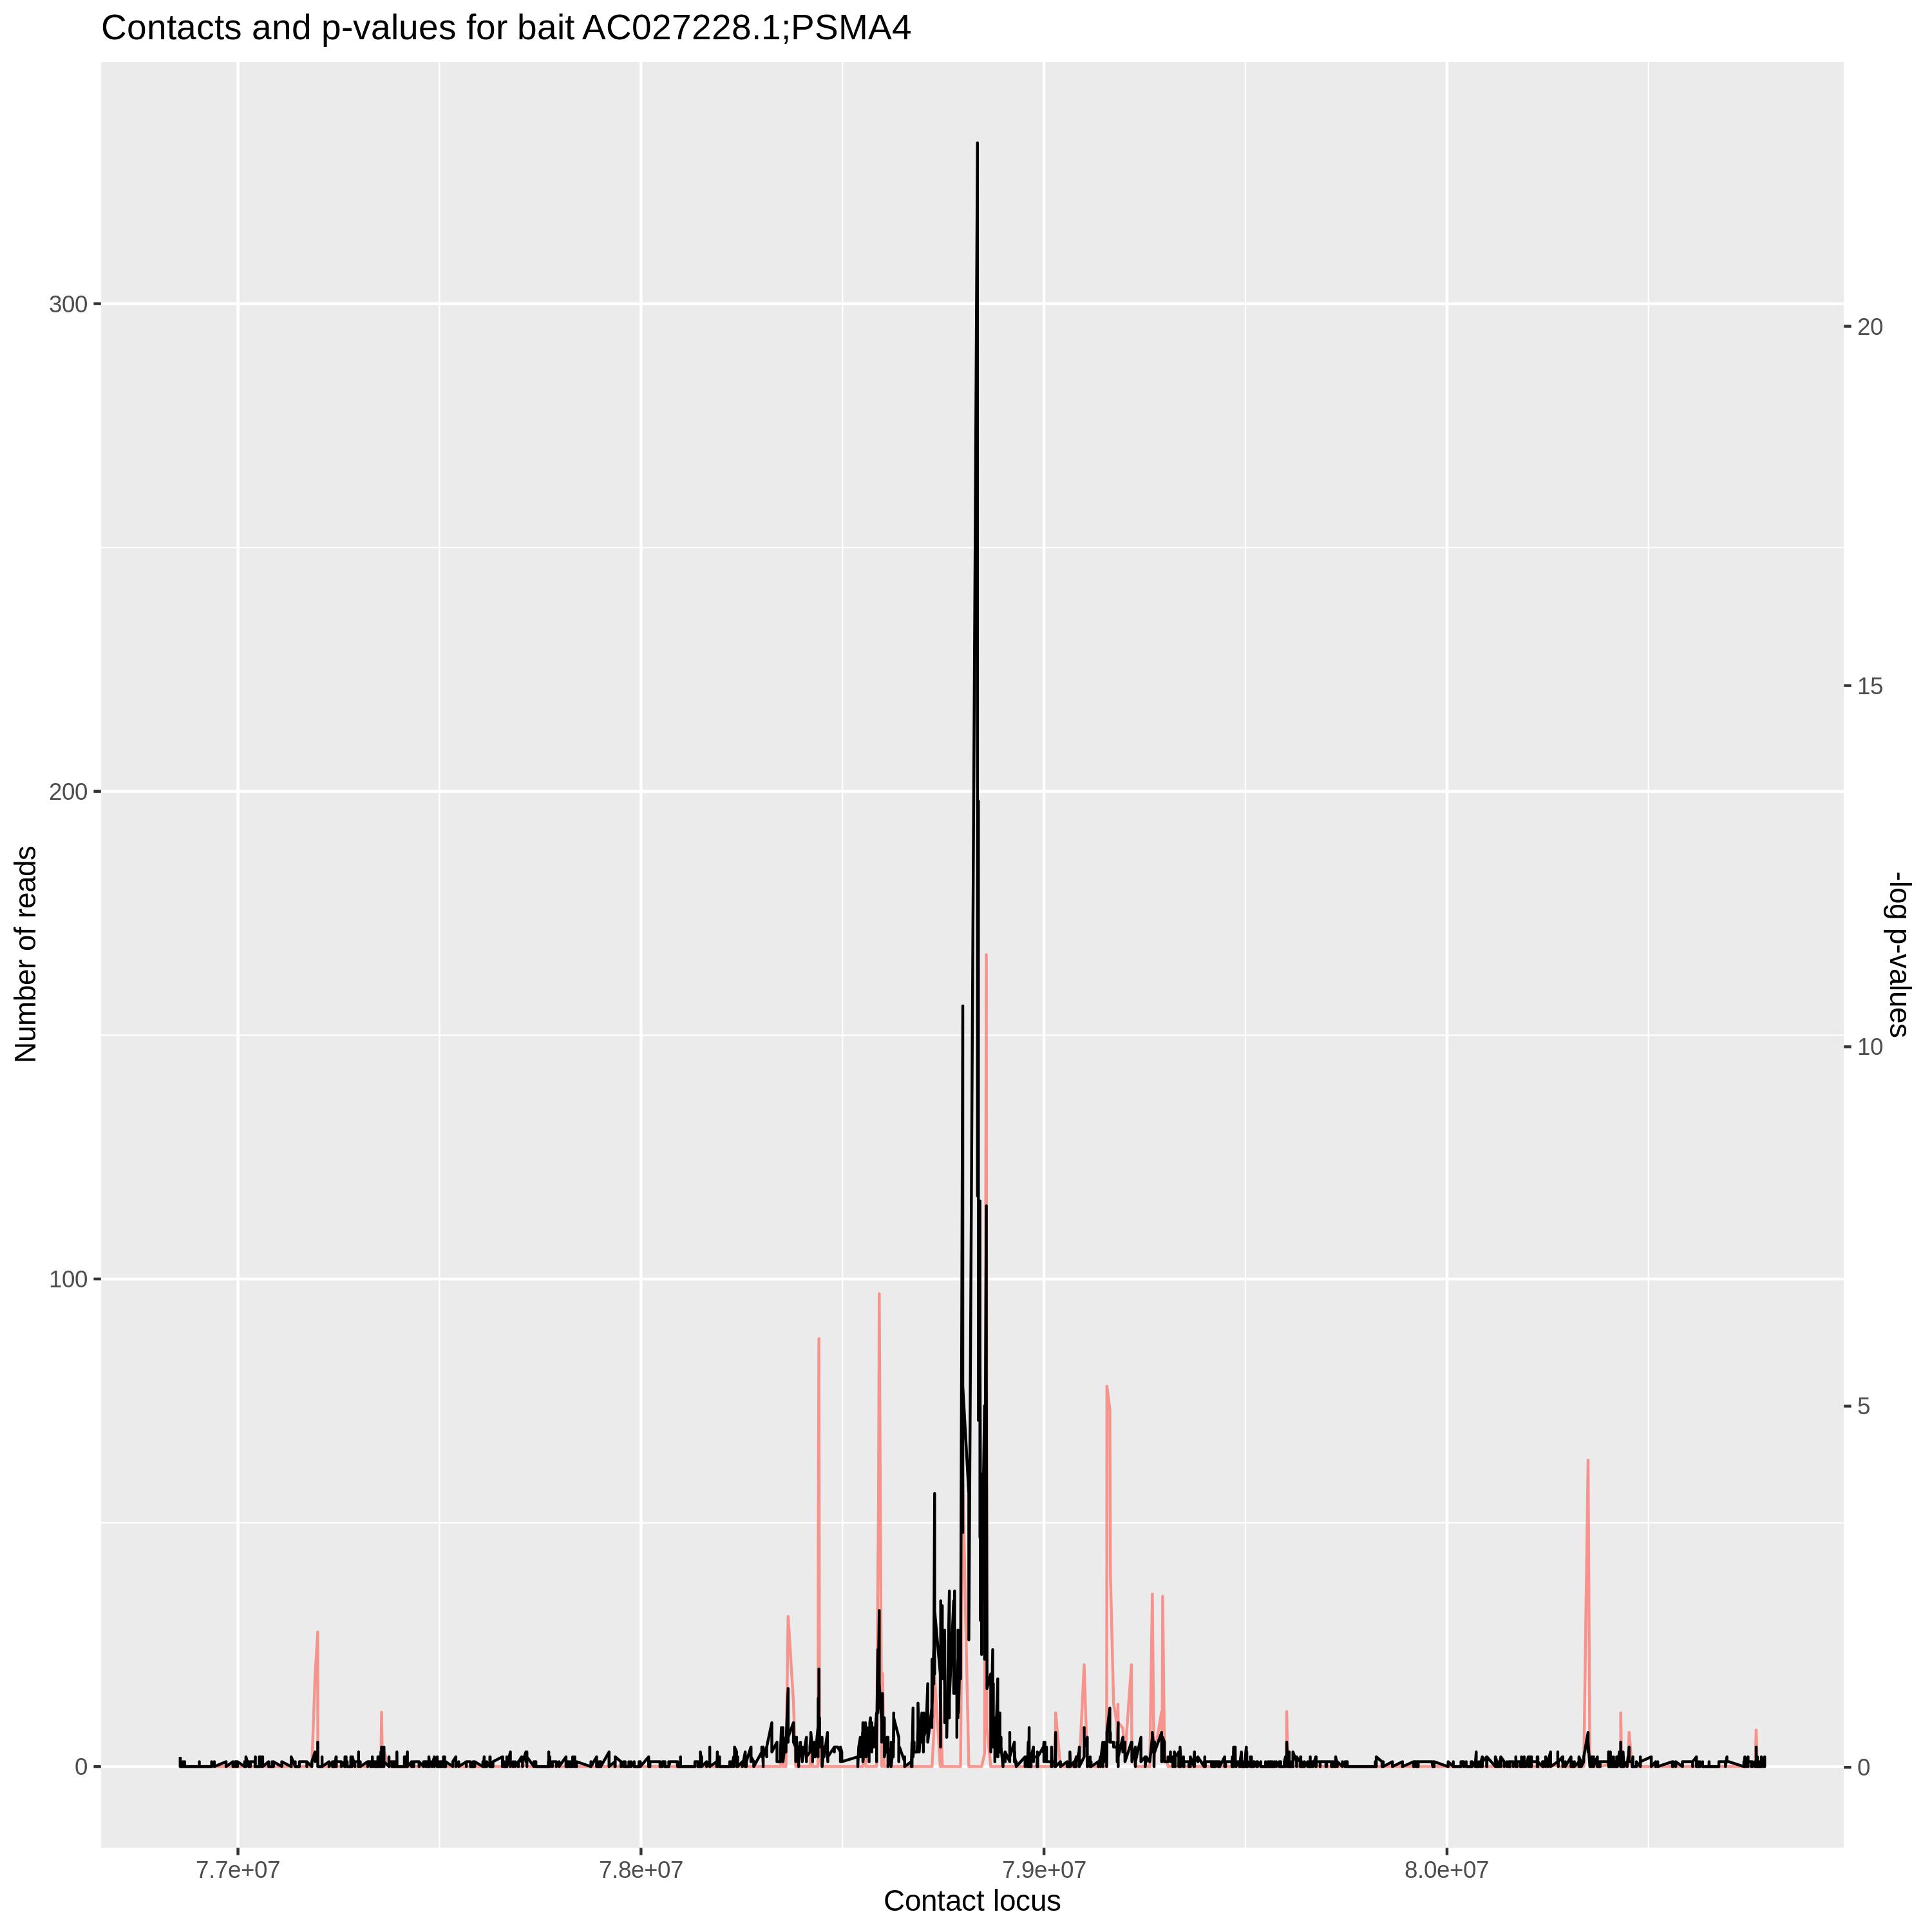 Contacts and p-values for bait AC027228.1;PSMA4
300
200
100
0
Number of reads
20
15
10
5
0
-log p-values
7.7e+07
7.8e+07
7.9e+07
8.0e+07
Contact locus